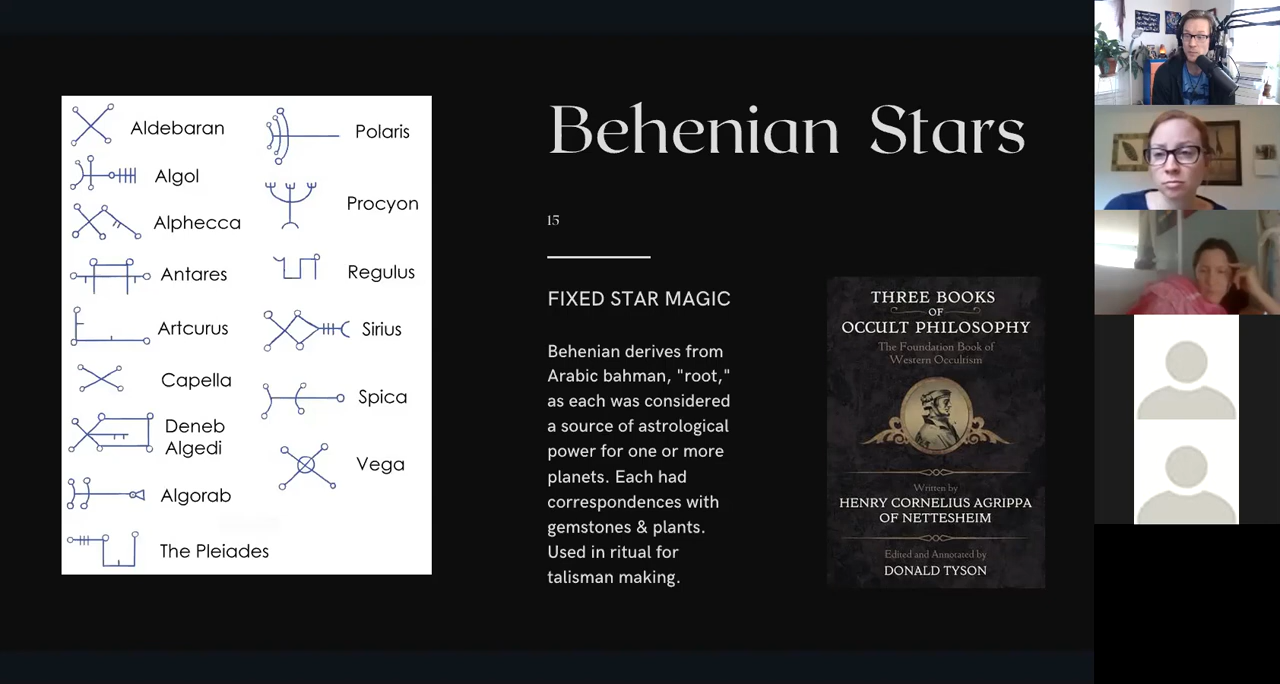 Aldebaran
Algol
Alphecca
Antares
Artcurus
Capella
Deneb
Algedi
Algorab
The Pleiades
Polaris
Procyon
Regulus
Sirius
Spica
Vega
Behenian Stars
15
FIXED STAR MAGIC
Behenian derives from
Arabic bahman, "root,"
as each was considered
a source of astrological
power for one or more
planets. Each had
correspondences with
gemstones & plants.
Used in ritual for
talisman making.
THREE BOOKS
OF
OCCULT PHILOSOPHY
The Foundation Book of
Western Occultism
Written by
HENRY CORNELIUS AGRIPPA
OF NETTESHEIM
Edited and Annotated by
DONALD TYSON